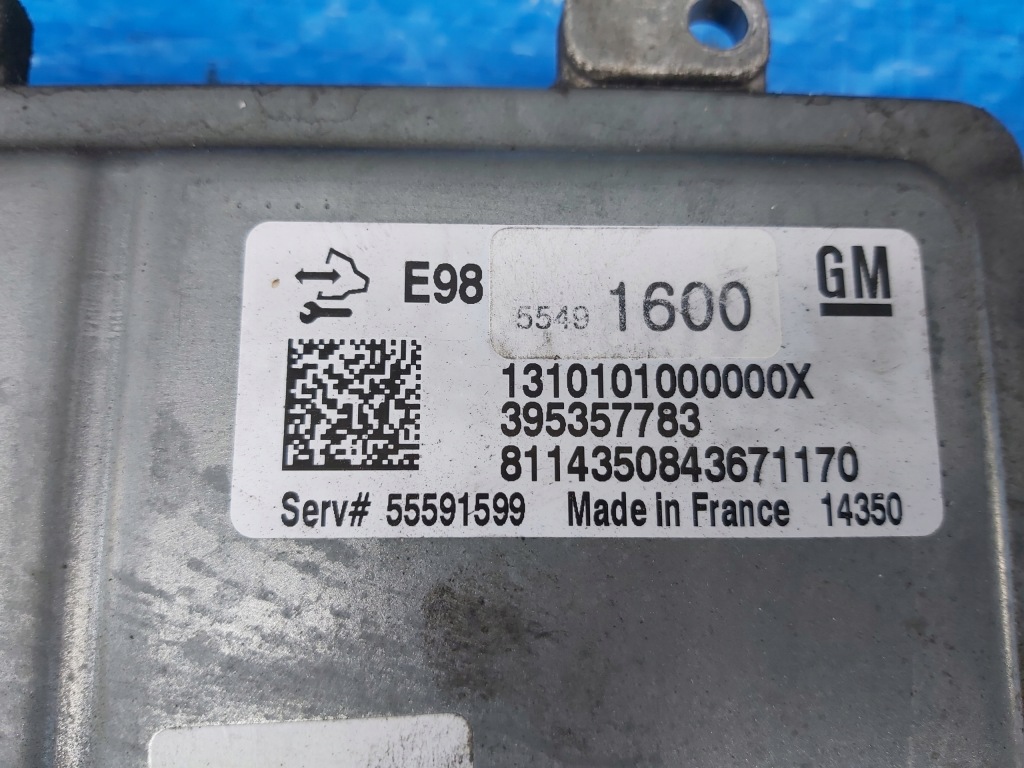 E98 5549 1600 GM
1310101000000X
395357783
8114350843671170
Serv# 55591599 Made in France 14350